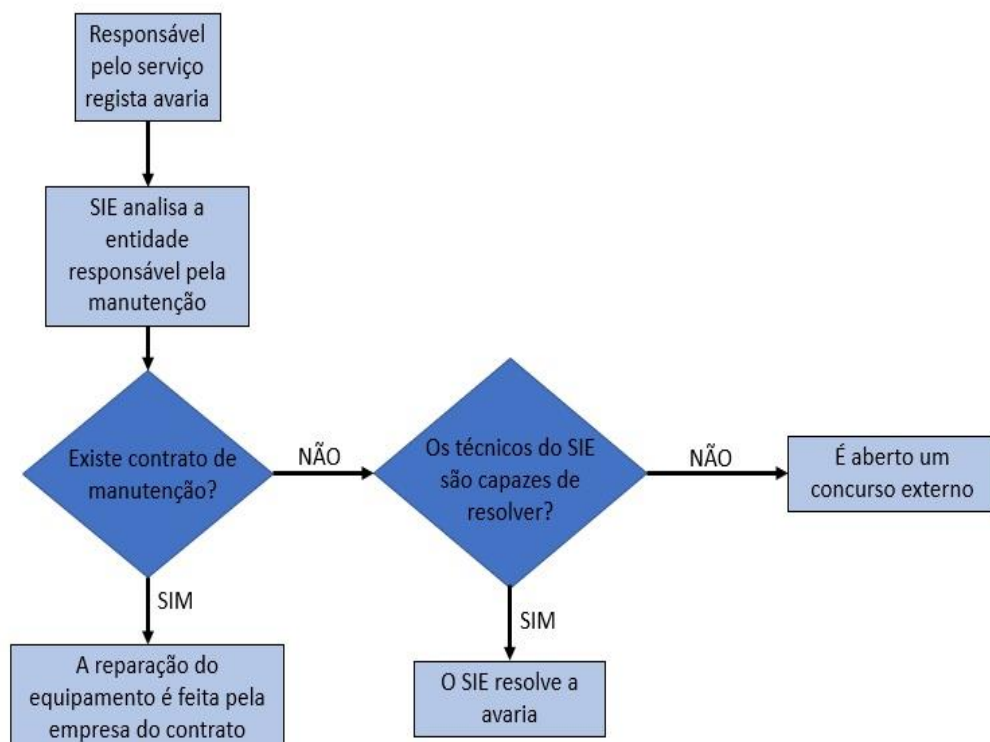 Responsável
pelo serviço
regista avaria
SIE analisa a
entidade
responsável pela
manutenção
Existe contrato de
manutenção?
NÃO
Os técnicos do SIE
são capazes de
resolver?
NÃO
É aberto um
concurso externo
SIM
A reparação do
equipamento é feita pela
empresa do contrato
SIM
O SIE resolve a
avaria